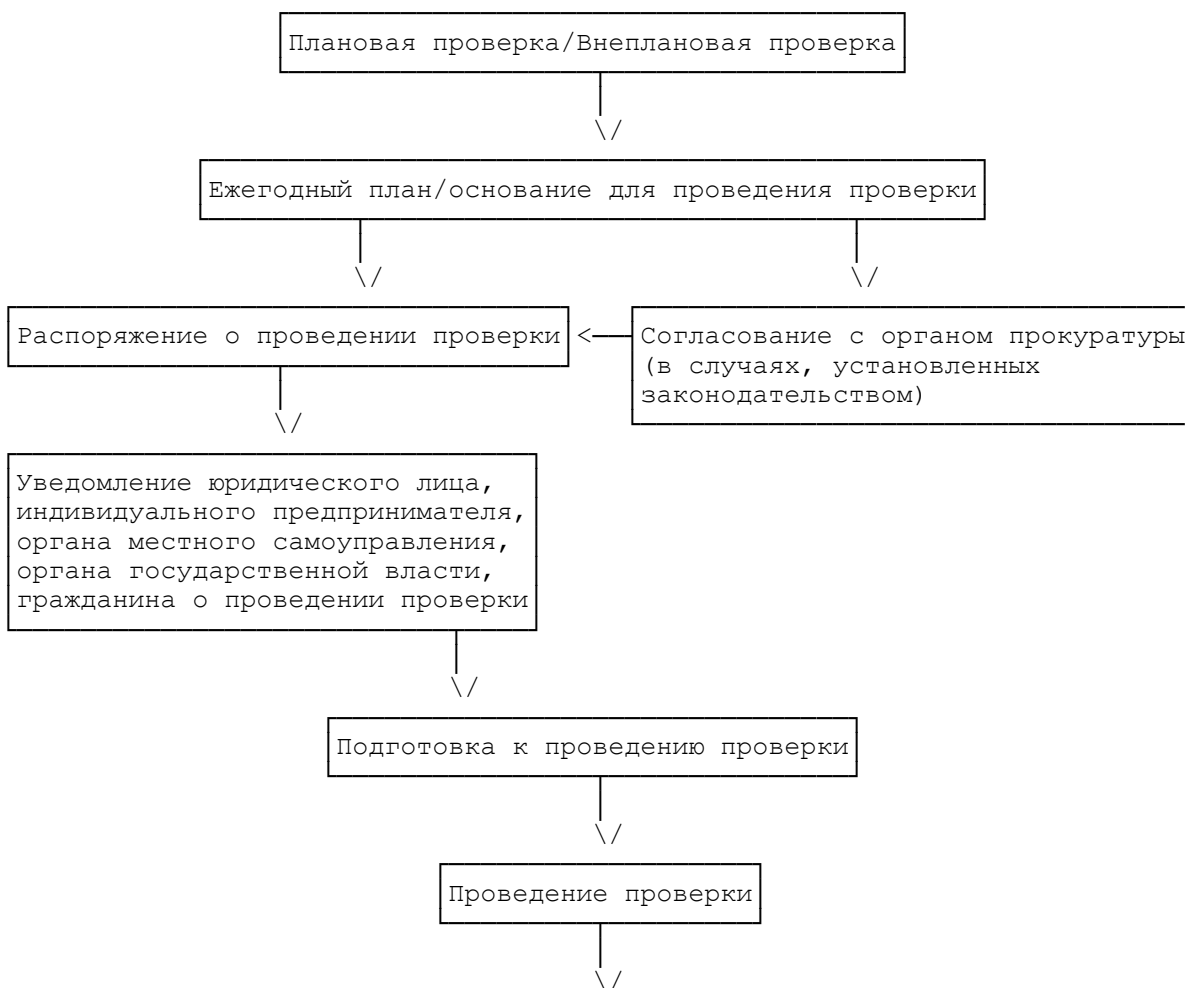 Плановая проверка/Внеплановая проверка
Ежегодный план/основание для проведения проверки
Распоряжение о проведении проверки
Согласование с органом прокуратуры
(в случаях, установленных
законодательством)
Уведомление юридического лица,
индивидуального предпринимателя,
органа местного самоуправления,
органа государственной власти,
гражданина о проведении проверки
Подготовка к проведению проверки
Проведение проверки